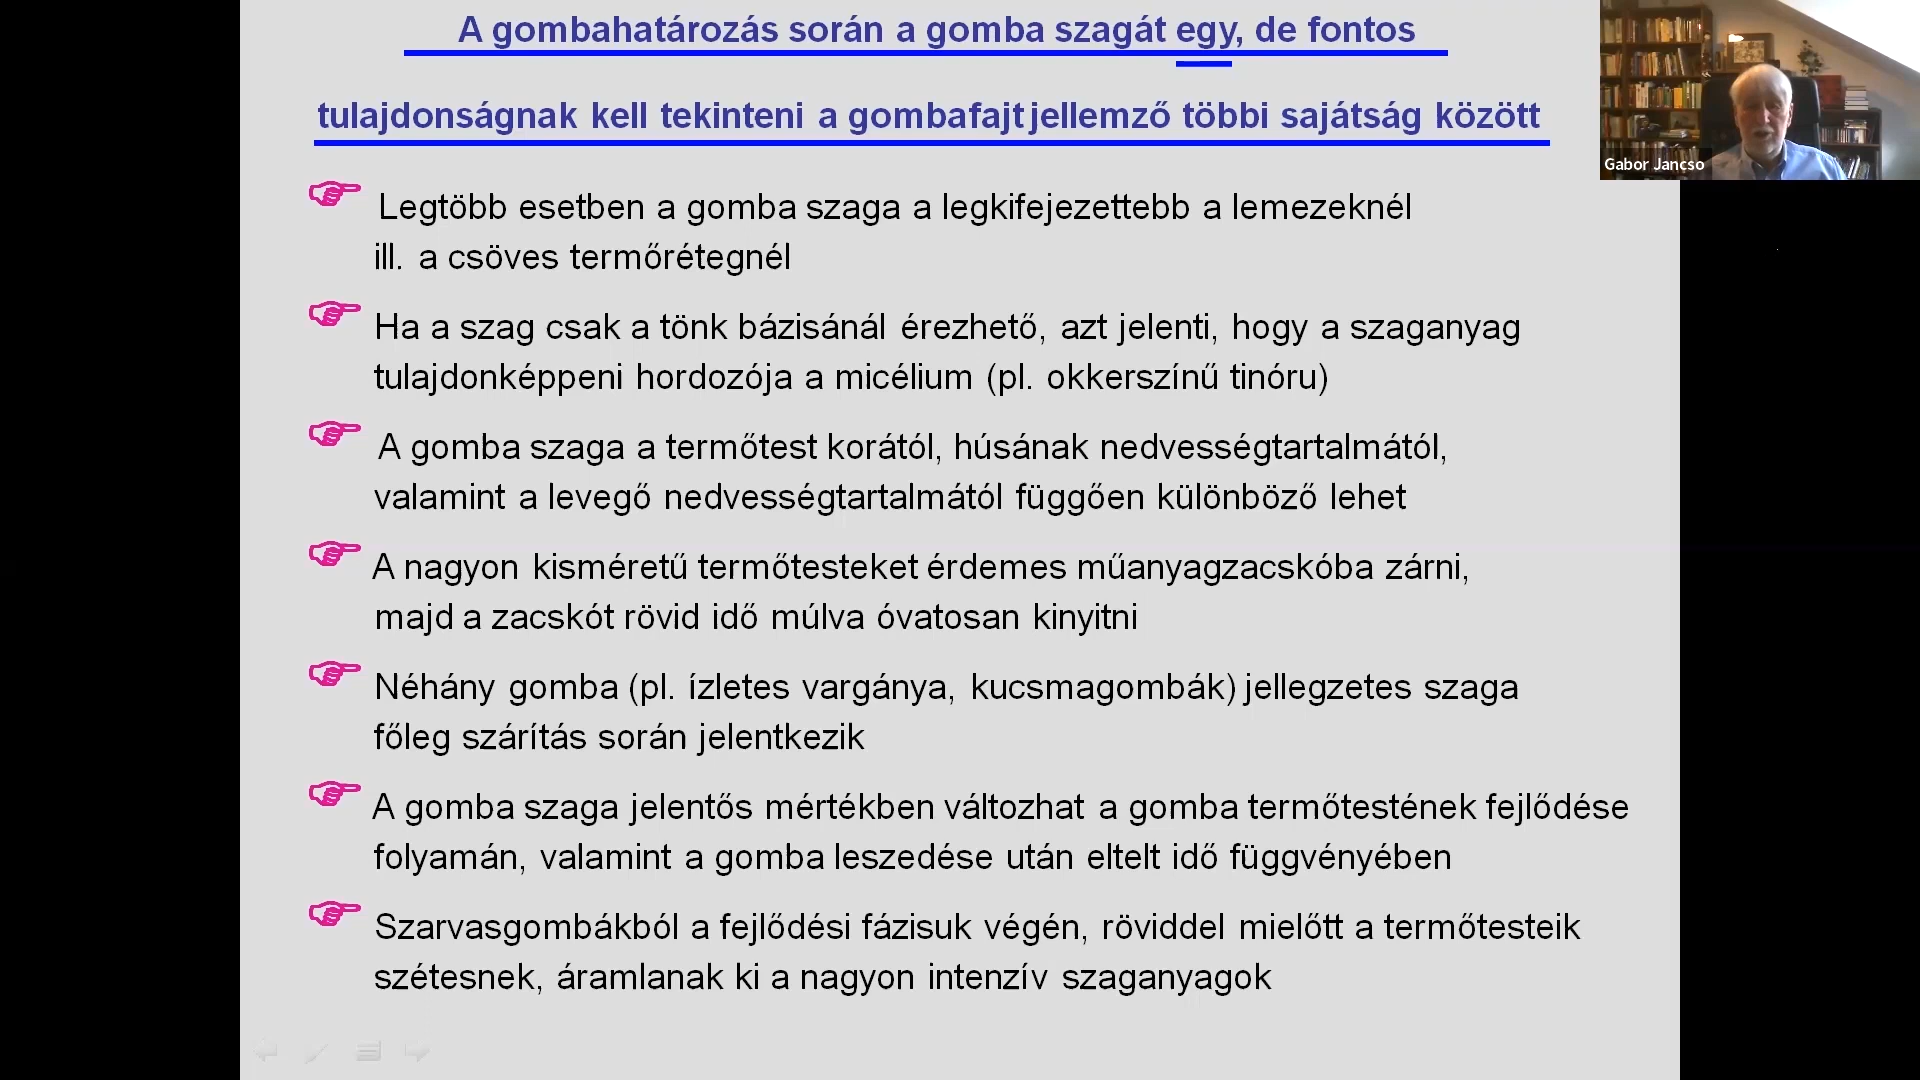 A gombahatározás során a gomba szagát egy, de fontos
tulajdonságnak kell tekinteni a gombafajt jellemző többi sajátság között
Legtöbb esetben a gomba szaga a legkifejezettebb a lemezeknél
ill. a csöves termőrétegnél
Ha a szag csak a tönk bázisánál érezhető, azt jelenti, hogy a szaganyag
tulajdonképpeni hordozója a micélium (pl. okkerszínű tinóru)
A gomba szaga a termőtest korától, húsának nedvességtartalmától,
valamint a levegő nedvességtartalmától függően különböző lehet
A nagyon kisméretű termőtesteket érdemes műanyagzacskóba zárni,
majd a zacskót rövid idő múlva óvatosan kinyitni
Néhány gomba (pl. ízletes vargánya, kucsmagombák) jellegzetes szaga
főleg szárítás során jelentkezik
A gomba szaga jelentős mértékben változhat a gomba termőtestének fejlődése
folyamán, valamint a gomba leszedése után eltelt idő függvényében
Szarvasgombákból a fejlődési fázisuk végén, röviddel mielőtt a termőtesteik
szétesnek, áramlanak ki a nagyon intenzív szaganyagok
Gabor Jancso